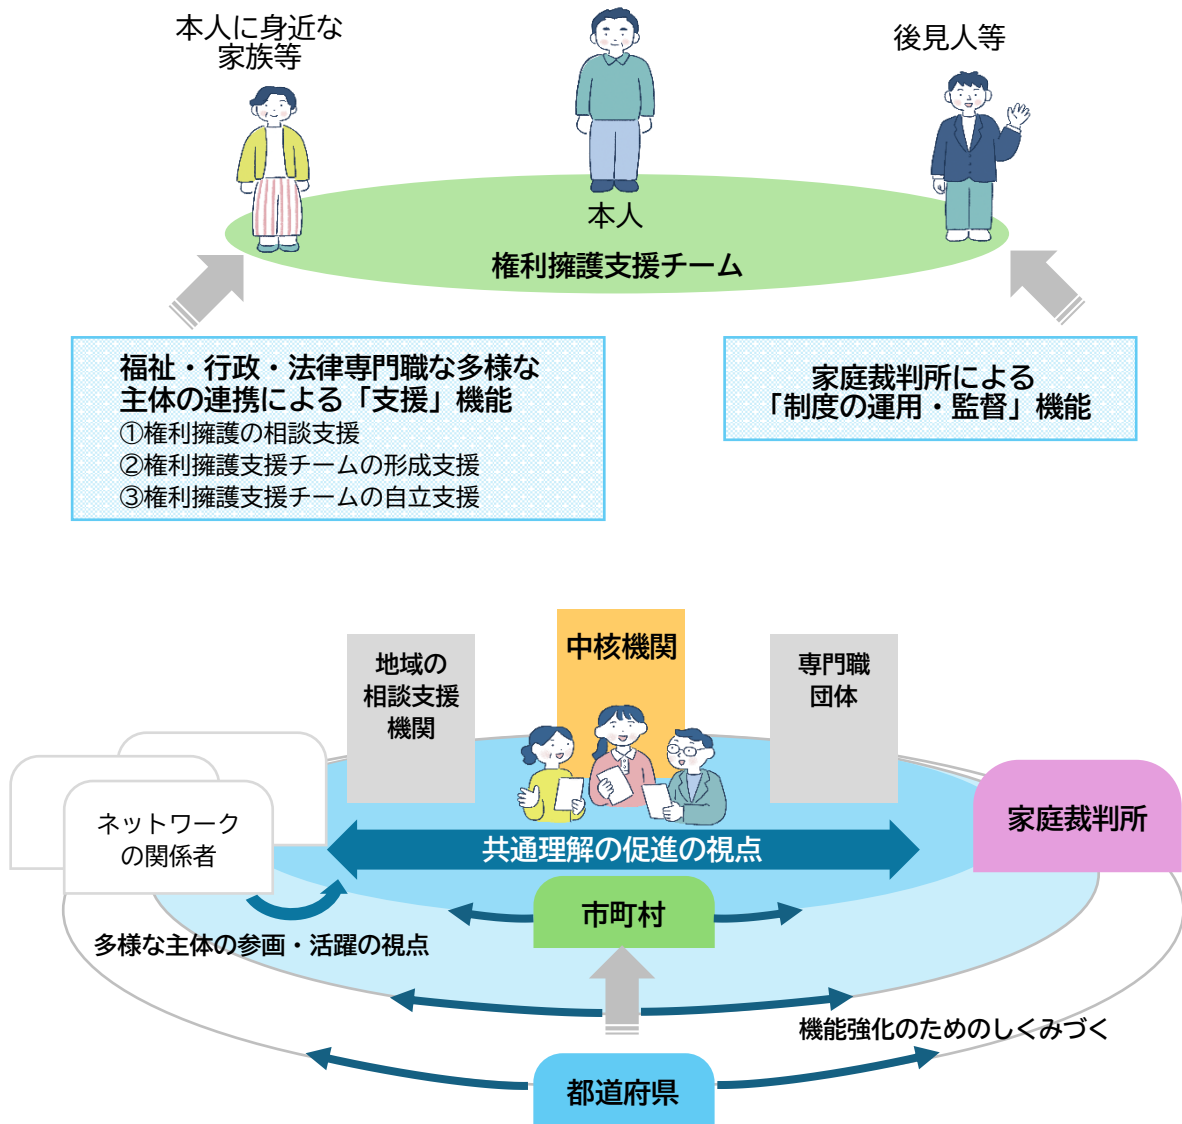 本人に身近な
家族等
後見人等
本人
権利擁護支援チーム
福祉・行政・法律専門職な多様な
主体の連携による「支援」機能
①権利擁護の相談支援
②権利擁護支援チームの形成支援
③権利擁護支援チームの自立支援
家庭裁判所による
「制度の運用・監督」機能
地域の
相談支援
機関
中核機関
専門職
団体
ネットワーク
の関係者
家庭裁判所
共通理解の促進の視点
市町村
多様な主体の参画・活躍の視点
機能強化のためのしくみづく
都道府県